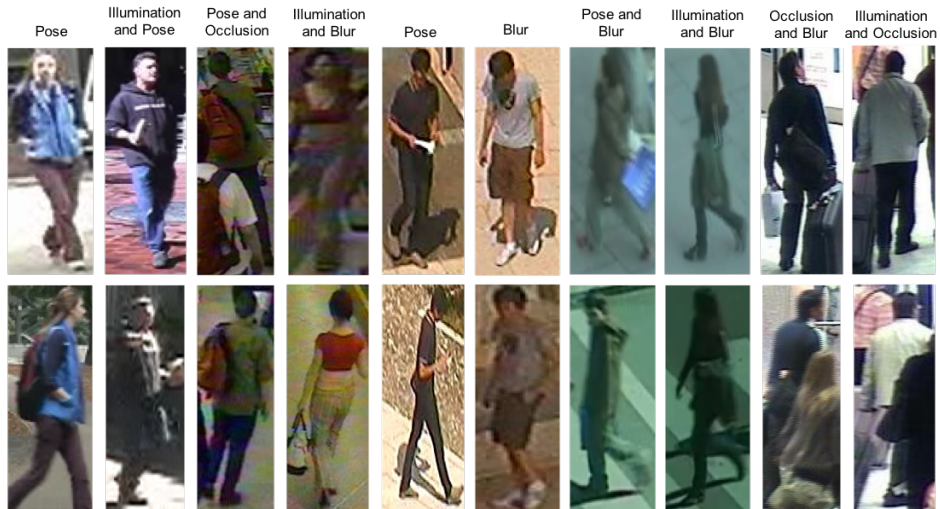 Pose
Illumination
and Pose
Pose and
Occlusion
Illumination
and Blur
Pose
Blur
Pose and
Blur
Illumination
and Blur
Occlusion
and Blur
Illumination
and Occlusion